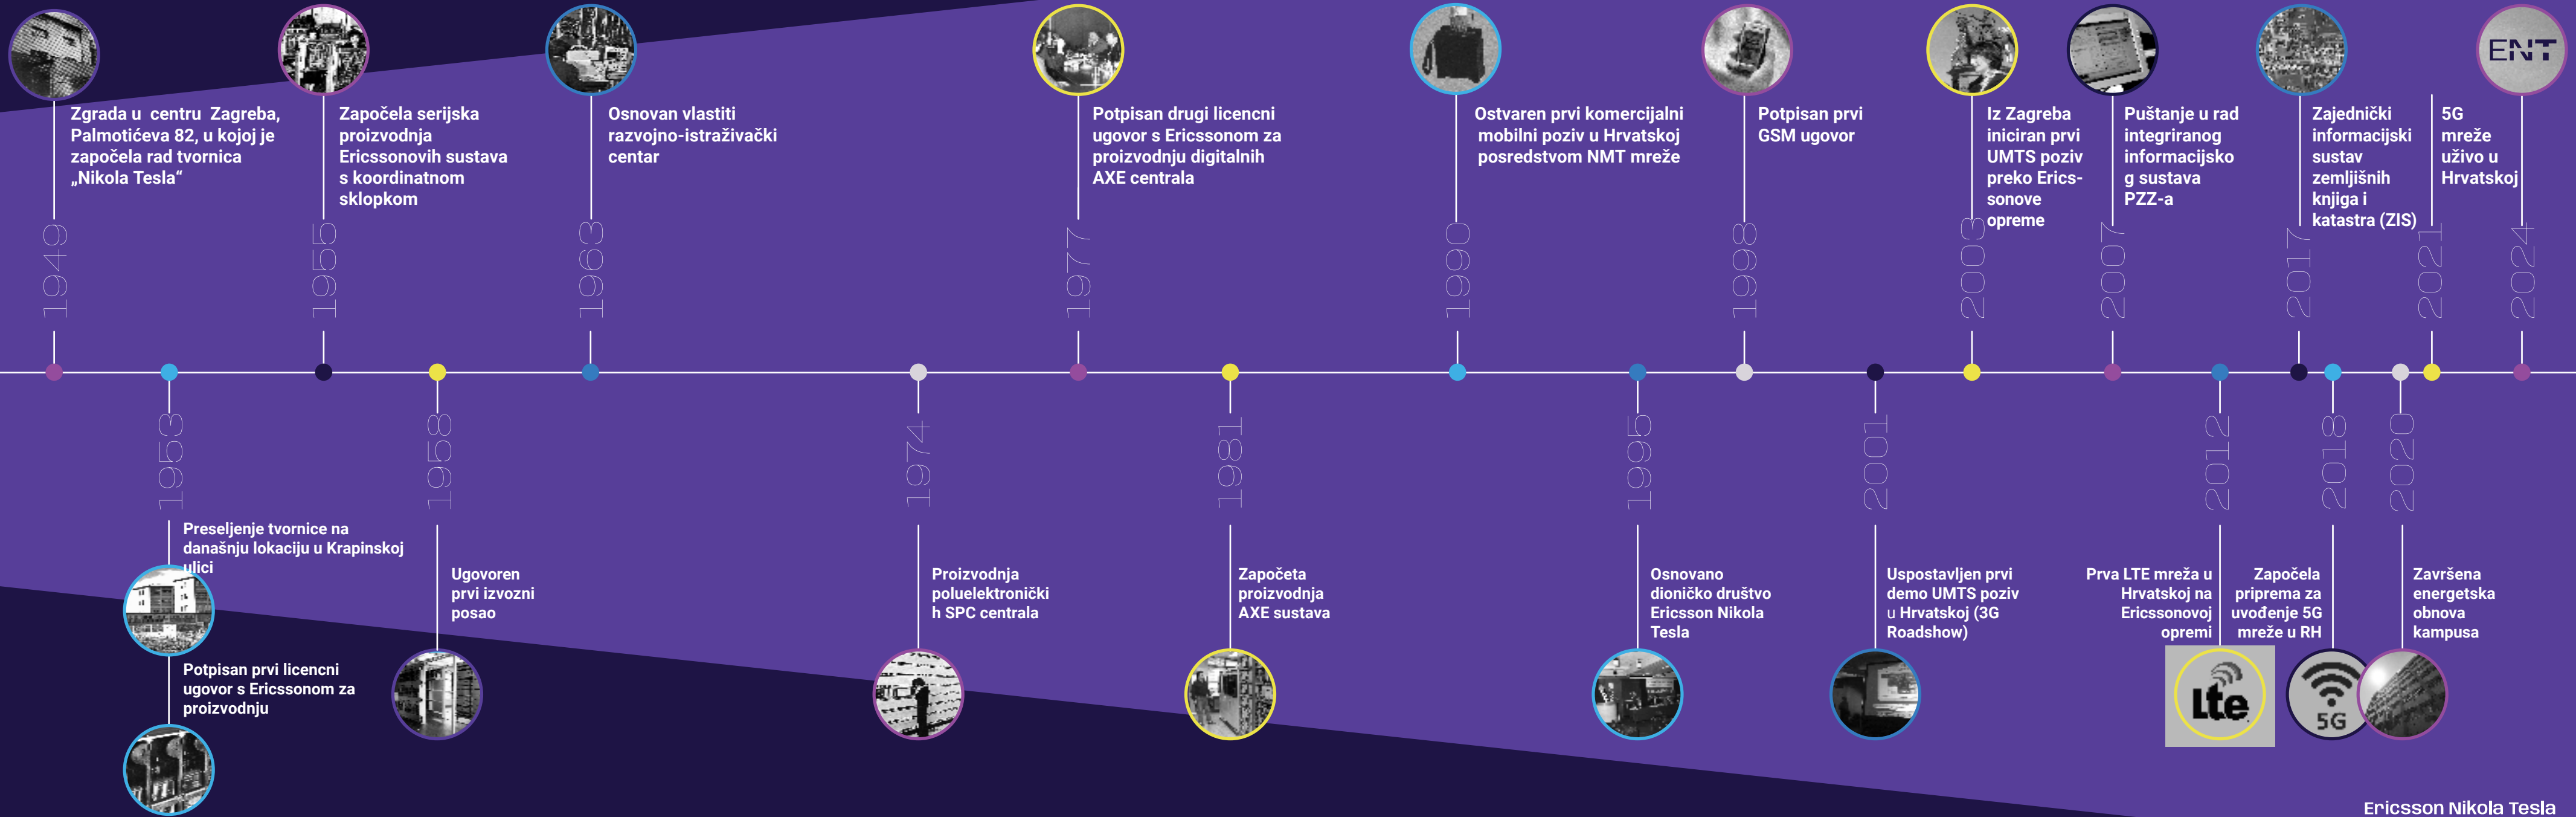 ENT
Zgrada u centru Zagreba,
Palmotićeva 82, u kojoj je
započela rad tvornica
„Nikola Tesla“
Započela serijska
proizvodnja
Ericssonovih sustava
s koordinatnom
sklopkom
Osnovan vlastiti
razvojno-istraživački
centar
Potpisan drugi licencni
ugovor s Ericssonom za
proizvodnju digitalnih
AXE centrala
Ostvaren prvi komercijalni
mobilni poziv u Hrvatskoj
posredstvom NMT mreže
Potpisan prvi
GSM ugovor
Iz Zagreba
iniciran prvi
UMTS poziv
preko Erics-
sonove
opreme
Puštanje u rad
integriranog
informacijsko
g sustava
PZZ-a
Zajednički
informacijski
sustav
zemljišnih
knjiga i
katastra (ZIS)
5G
mreže
uživo u
Hrvatskoj
1949
1955
1963
1977
1990
1998
2003
2007
2017
2021
2024
1953
1958
1974
1981
1995
2001
2012
2018
2020
Preseljenje tvornice na
današnju lokaciju u Krapinskoj
ulici
Potpisan prvi licencni
ugovor s Ericssonom za
proizvodnju
Ugovoren
prvi izvozni
posao
Proizvodnja
poluelektronički
h SPC centrala
Započeta
proizvodnja
AXE sustava
Osnovano
dioničko društvo
Ericsson Nikola
Tesla
Uspostavljen prvi
demo UMTS poziv
u Hrvatskoj (3G
Roadshow)
Prva LTE mreža u
Hrvatskoj na
Ericssonovoj
opremi
Započela
priprema za
uvođenje 5G
mreže u RH
Završena
energetska
obnova
kampusa
Lte
5G
Ericsson Nikola Tesla